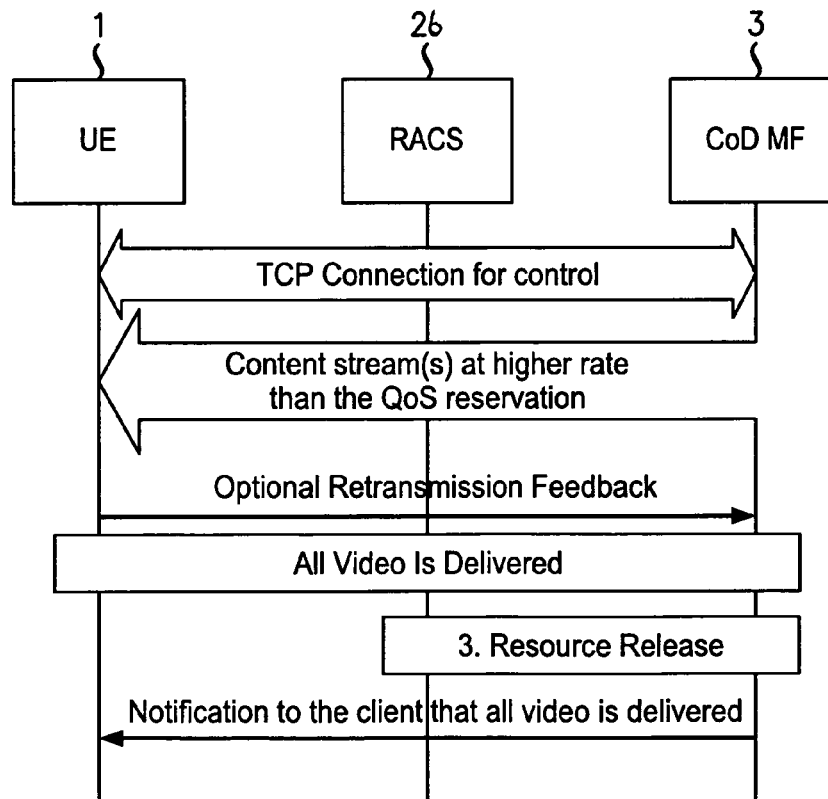 1
26
3
UE
RACS
CoD MF
TCP Connection for control
Content stream(s) at higher rate
than the QoS reservation
Optional Retransmission Feedback
All Video Is Delivered
3. Resource Release
Notification to the client that all video is delivered